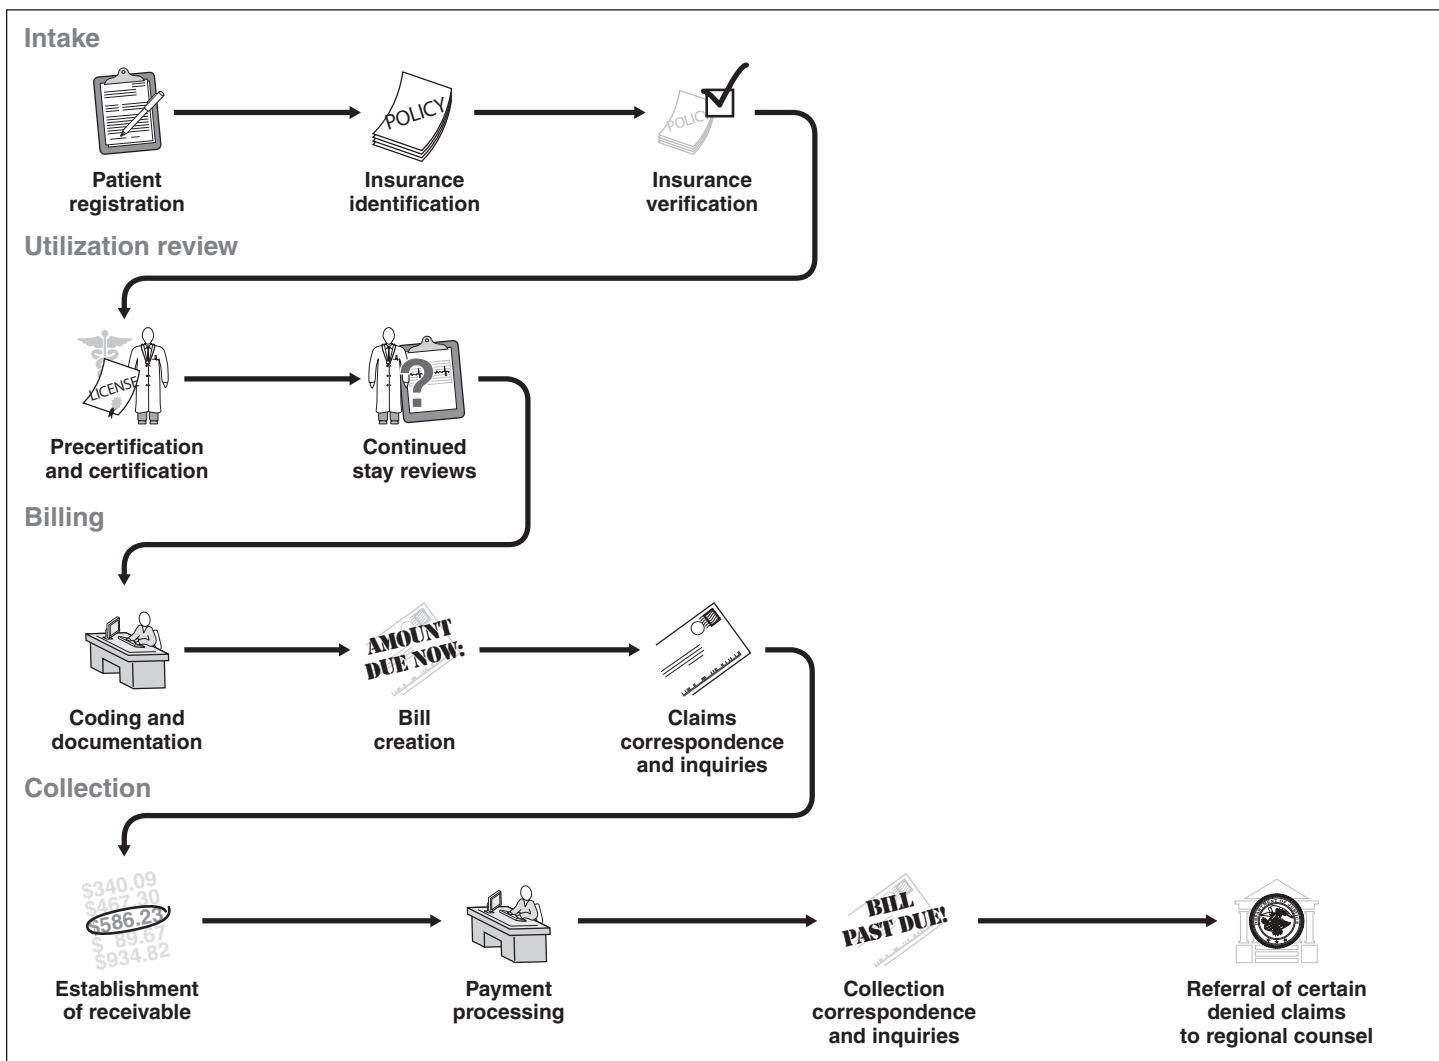 Intake
POLICY
POLICY
Patient
registration
Insurance
identification
Insurance
verification
Utilization review
LICENSE
?
Precertification
and certification
Continued
stay reviews
Billing
AMOUNT
DUE NOW:
Coding and
documentation
Bill
creation
Claims
correspondence
and inquiries
Collection
$340.09
$467.30
$586.23
$ 89.67
$934.82
BILL
PAST DUE!
Establishment
of receivable
Payment
processing
Collection
correspondence
and inquiries
Referral of certain
denied claims
to regional counsel